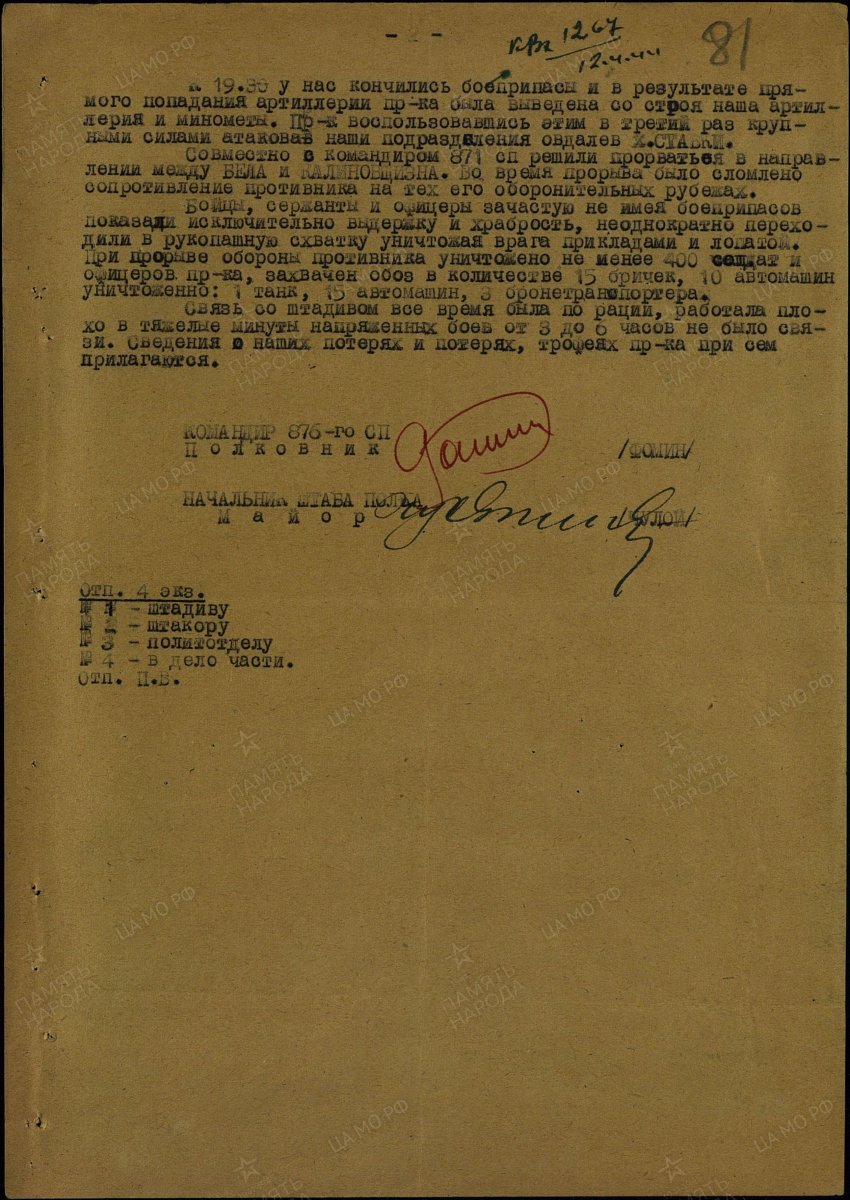 - 2 -
к вх 1267
12.4.44
81
К 19.30 у нас кончились боеприпасы и в результате пря-
мого попадания артиллерии пр-ка была выведена со строя наша артил-
лерия и минометы. Пр-к воспользовавшись этим в третий раз круп-
ными силами атаковав наши подразделения овдалев Х.СТАВКИ.
Совместно с командиром 871 сп решили прорваться в направ-
лении между БЕЛА и КАЛИНОВЩИЗНА. Во время прорыва было сломлено
сопротивление противника на тех его оборонительных рубежах.
Бойцы, сержанты и офицеры зачастую не имея боеприпасов
показали исключительно выдержку и храбрость, неоднократно перехо-
дили в рукопашную схватку уничтожая врага прикладами и лопатой.
При прорыве обороны противника уничтожено не менее 400 солдат и
офицеров пр-ка, захвачен обоз в количестве 15 бричек, 10 автомашин
уничтоженно: 1 танк, 15 автомашин, 3 бронетранспортера.
Связь со штадивом все время была по рации, работала пло-
хо в тяжелые минуты напряженных боев от 3 до 6 часов не было свя-
зи. Сведения о наших потерях и потерях, трофеях пр-ка при сем
прилагаются.
КОМАНДИР 876-го СП
Полковник Фомин /ФОМИН/
НАЧАЛЬНИК ШТАБА ПОЛКА
Майор
Отп. 4 экз.
№ 1 - штадиву
№ 2 - штакору
№ 3 - политотделу
№ 4 - в дело части.
Отп. П.Б.
ЦА МО РФ
ПАМЯТЬ НАРОДА